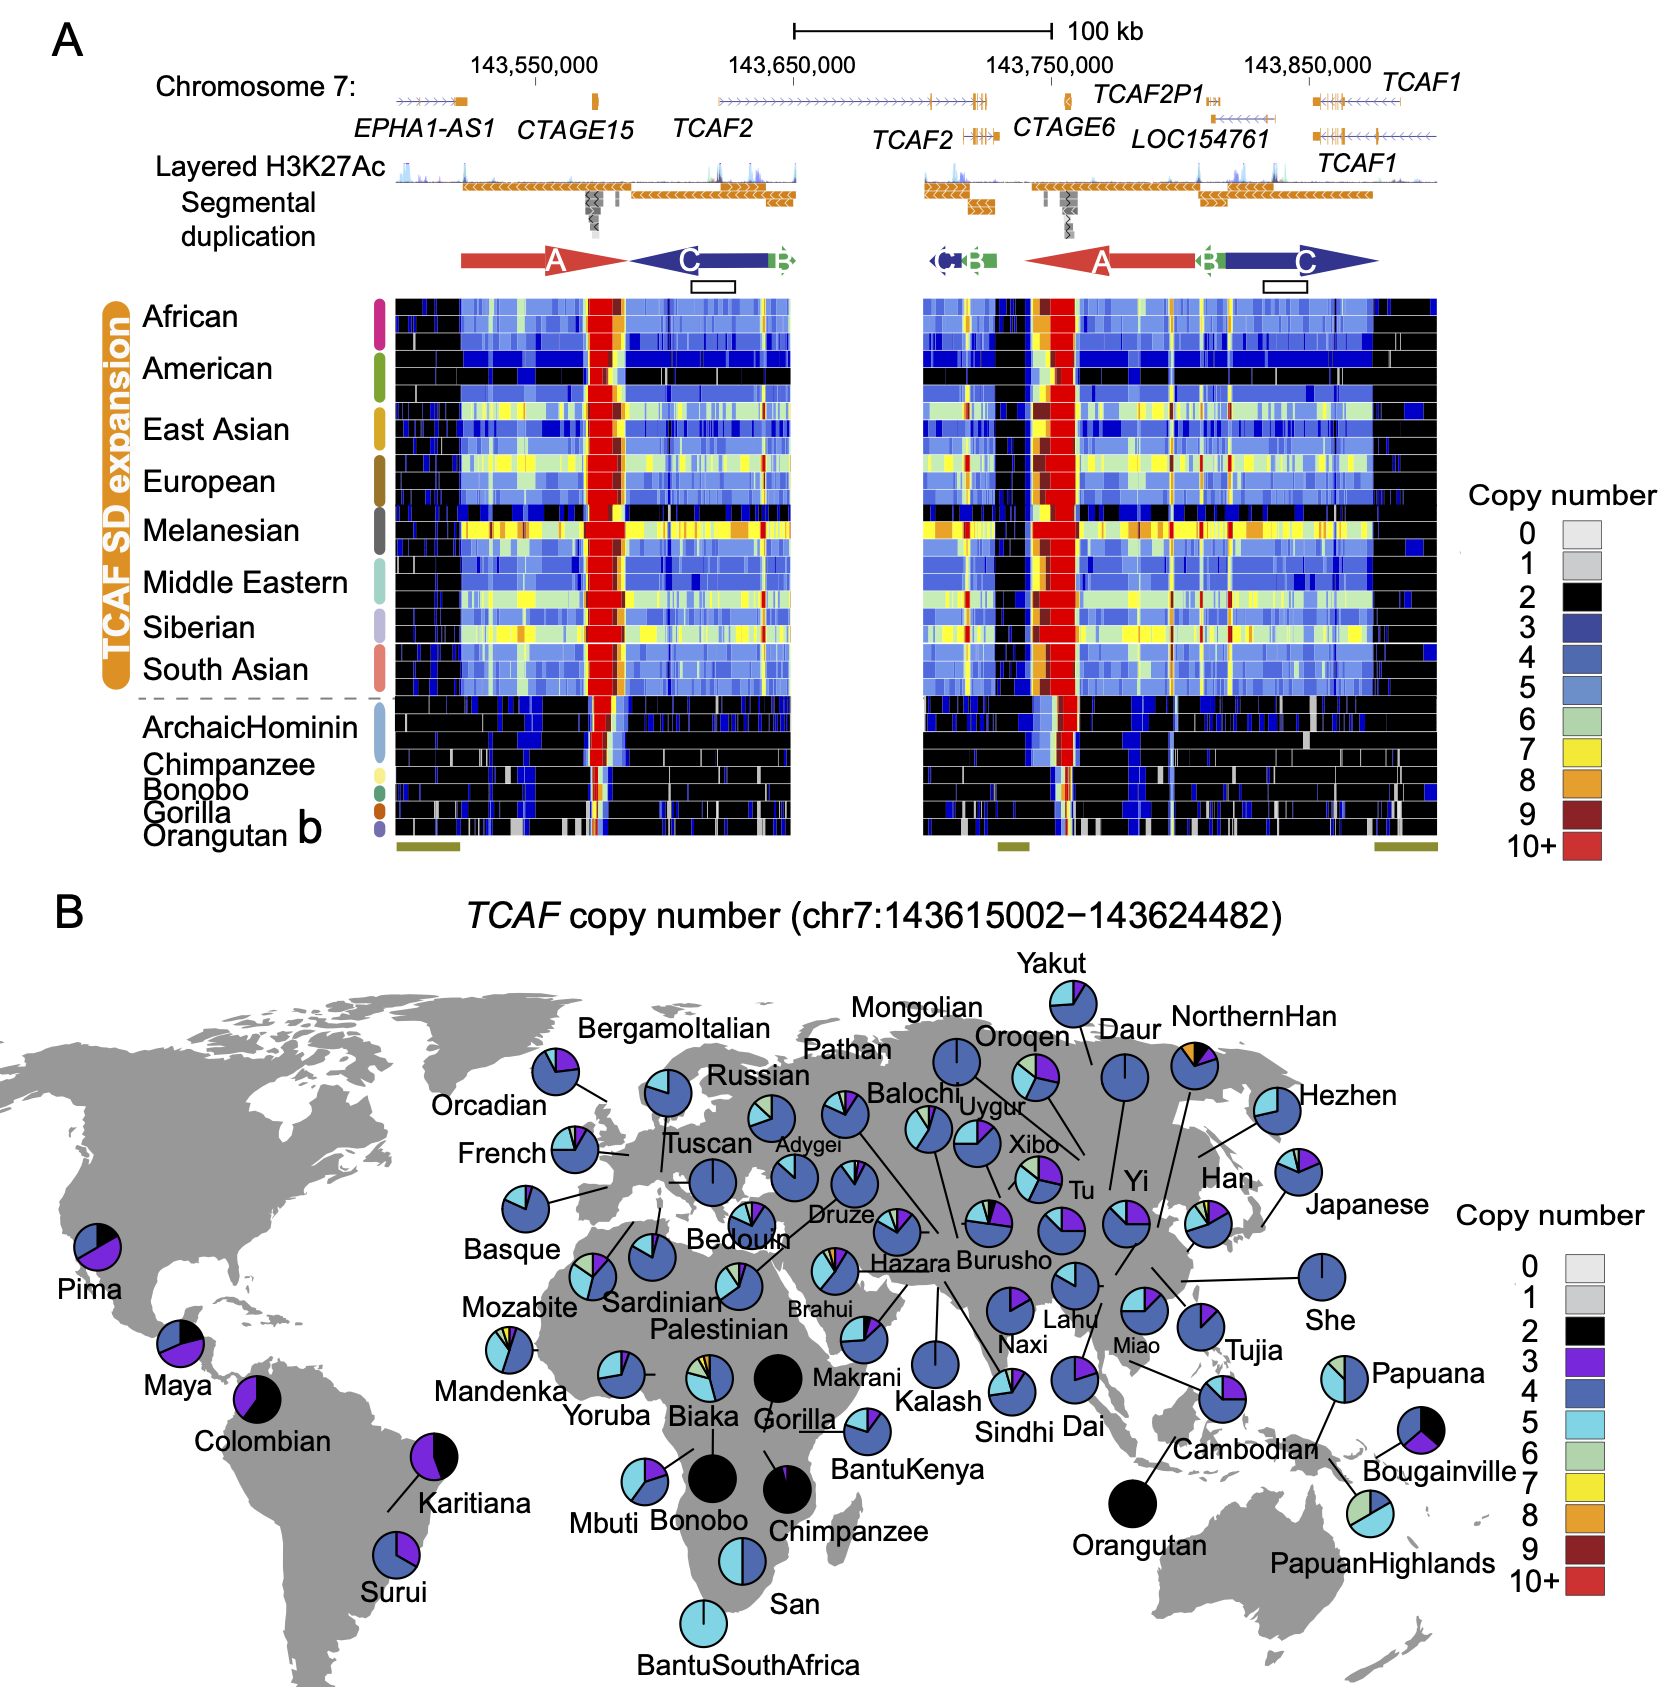 A
100 kb
143,550,000
143,650,000
143,750,000
143,850,000
Chromosome 7:
TCAF1
TCAF2P1
EPHA1-AS1
CTAGE15
TCAF2
TCAF2
CTAGE6
LOC154761
TCAF1
Layered H3K27Ac
Segmental
duplication
A
C
B
C
B
A
B
C
TCAF SD expansion
African
American
East Asian
European
Melanesian
Middle Eastern
Siberian
South Asian
ArchaicHominin
Chimpanzee
Bonobo
Gorilla
Orangutan
b
Copy number
0
1
2
3
4
5
6
7
8
9
10+
B
TCAF copy number (chr7:143615002−143624482)
Yakut
Mongolian
NorthernHan
BergamoItalian
Oroqen
Daur
Pathan
Russian
Balochi
Hezhen
Orcadian
Uygur
French
Tuscan
Adygei
Xibo
Tu
Yi
Han
Japanese
Basque
Bedouin
Druze
Hazara
Burusho
Pima
Mozabite
Sardinian
Palestinian
Brahui
Naxi
Lahu
Miao
She
Tujia
Maya
Mandenka
Yoruba
Biaka
Gorilla
Makrani
Kalash
Sindhi
Dai
Papuana
Colombian
Cambodian
Bougainville
BantuKenya
Karitiana
Mbuti
Bonobo
Chimpanzee
Orangutan
PapuanHighlands
Surui
San
BantuSouthAfrica
Copy number
0
1
2
3
4
5
6
7
8
9
10+